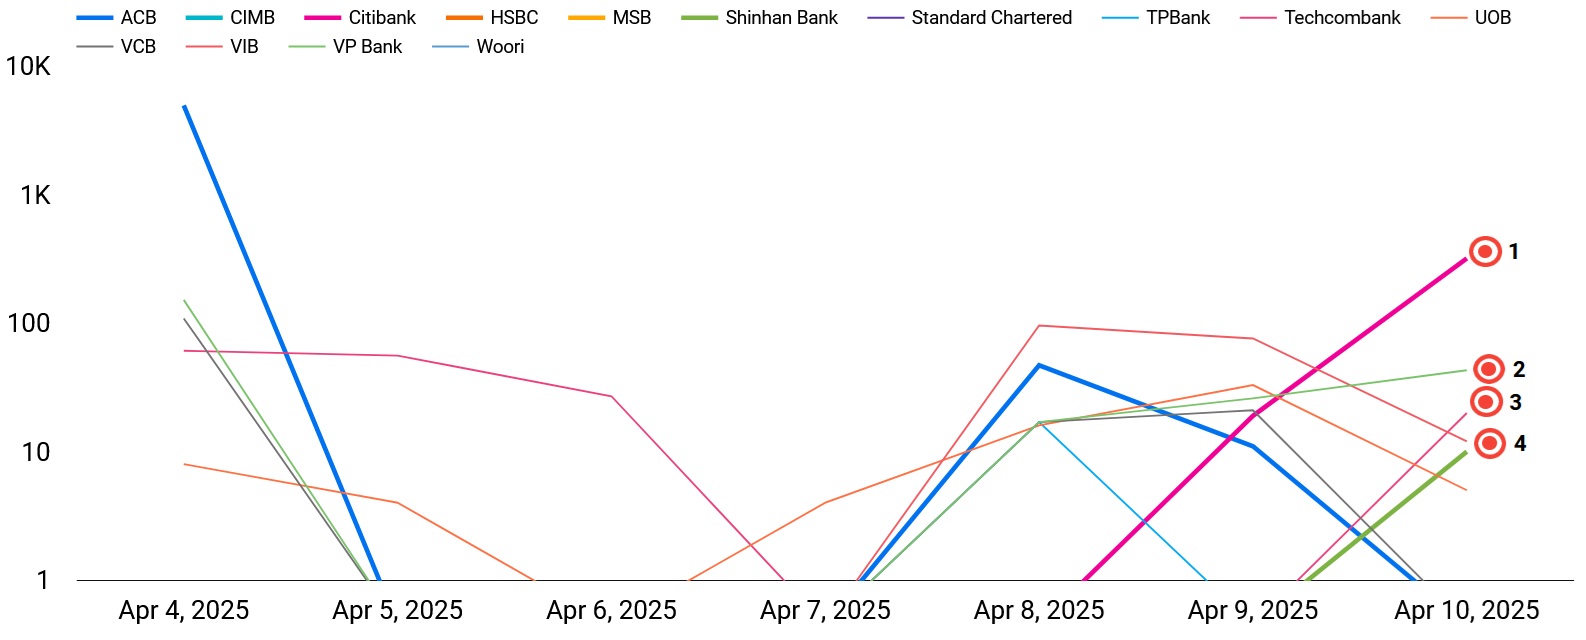 ACB CIMB Citibank HSBC MSB Shinhan Bank Standard Chartered TPBank Techcombank UOB
VCB VIB VP Bank Woori
10K
1K
100
10
1
1
2
3
4
Apr 4, 2025 Apr 5, 2025 Apr 6, 2025 Apr 7, 2025 Apr 8, 2025 Apr 9, 2025 Apr 10, 2025